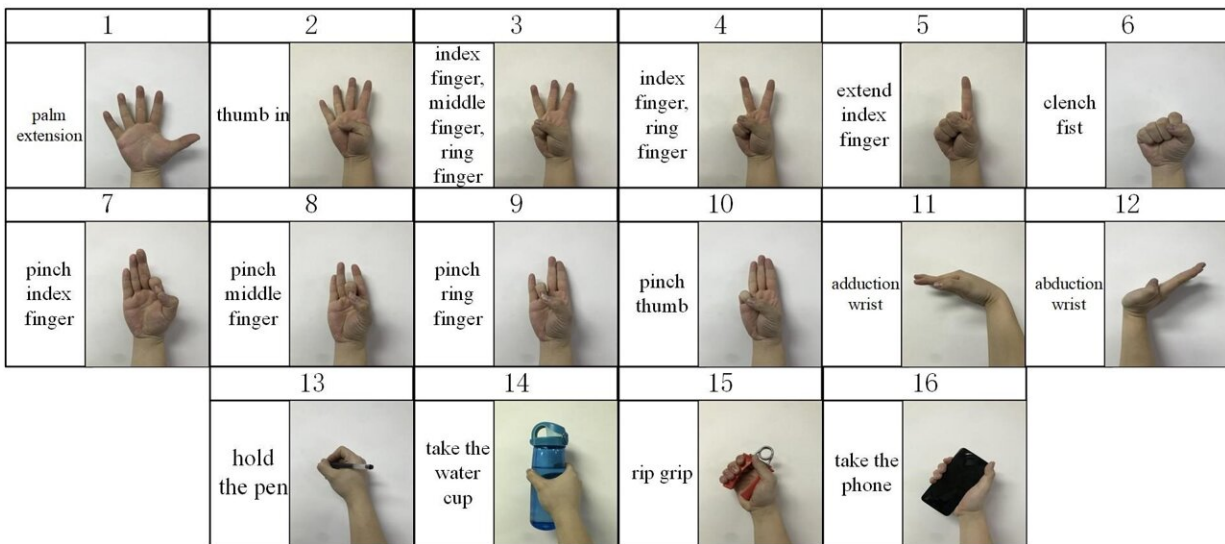 1
2
3
4
5
6
palm
extension
thumb in
index
finger,
middle
finger,
ring
finger
index
finger,
ring
finger
extend
index
finger
clench
fist
7
8
9
10
11
12
pinch
index
finger
pinch
middle
finger
pinch
ring
finger
pinch
thumb
adduction
wrist
abduction
wrist
13
14
15
16
hold
the pen
take the
water
cup
rip grip
take the
phone